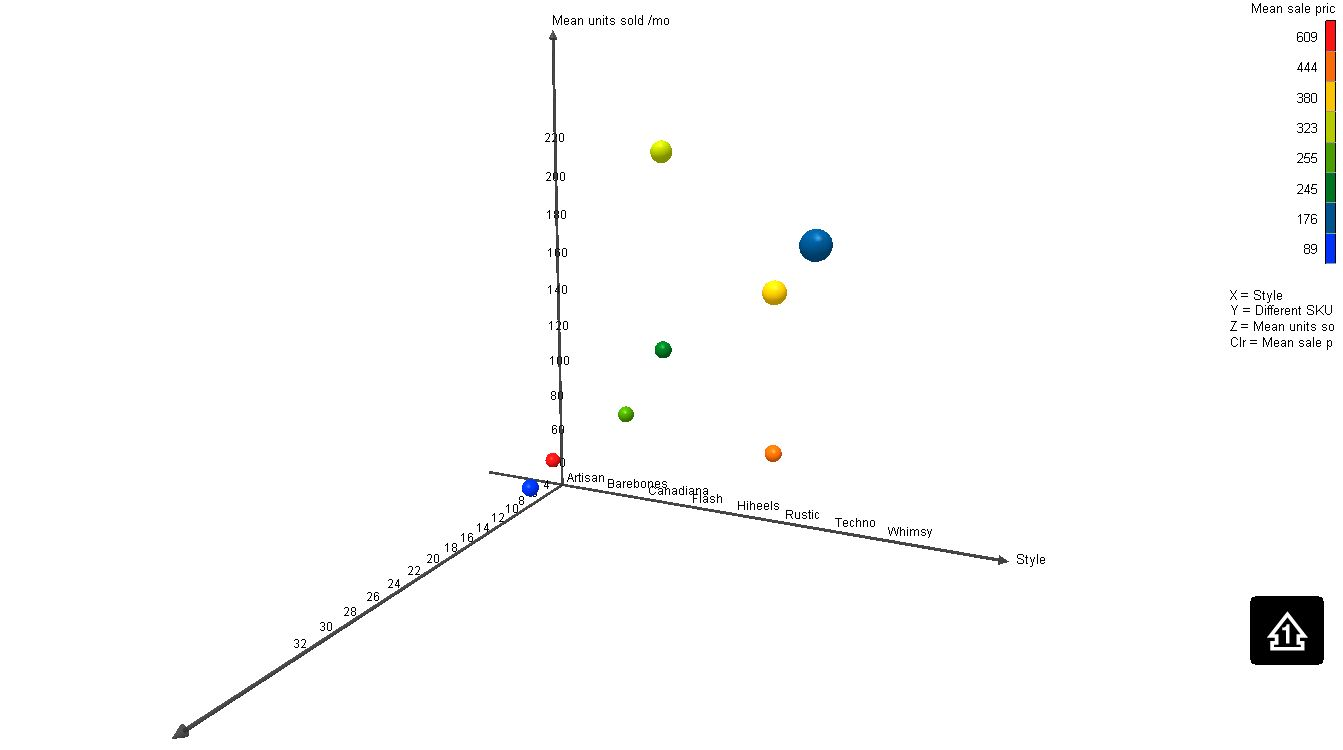 Mean units sold /mo
Mean sale pric
609
444
380
323
255
245
176
89
220
200
180
160
140
120
100
80
60
X = Style
Y = Different SKU
Z = Mean units so
Clr = Mean sale p
Artisan
Barebones
Canadiana
Flash
Hiheels
Rustic
Techno
Whimsy
Style
4
8
10
12
14
16
18
20
22
24
26
28
30
32
1